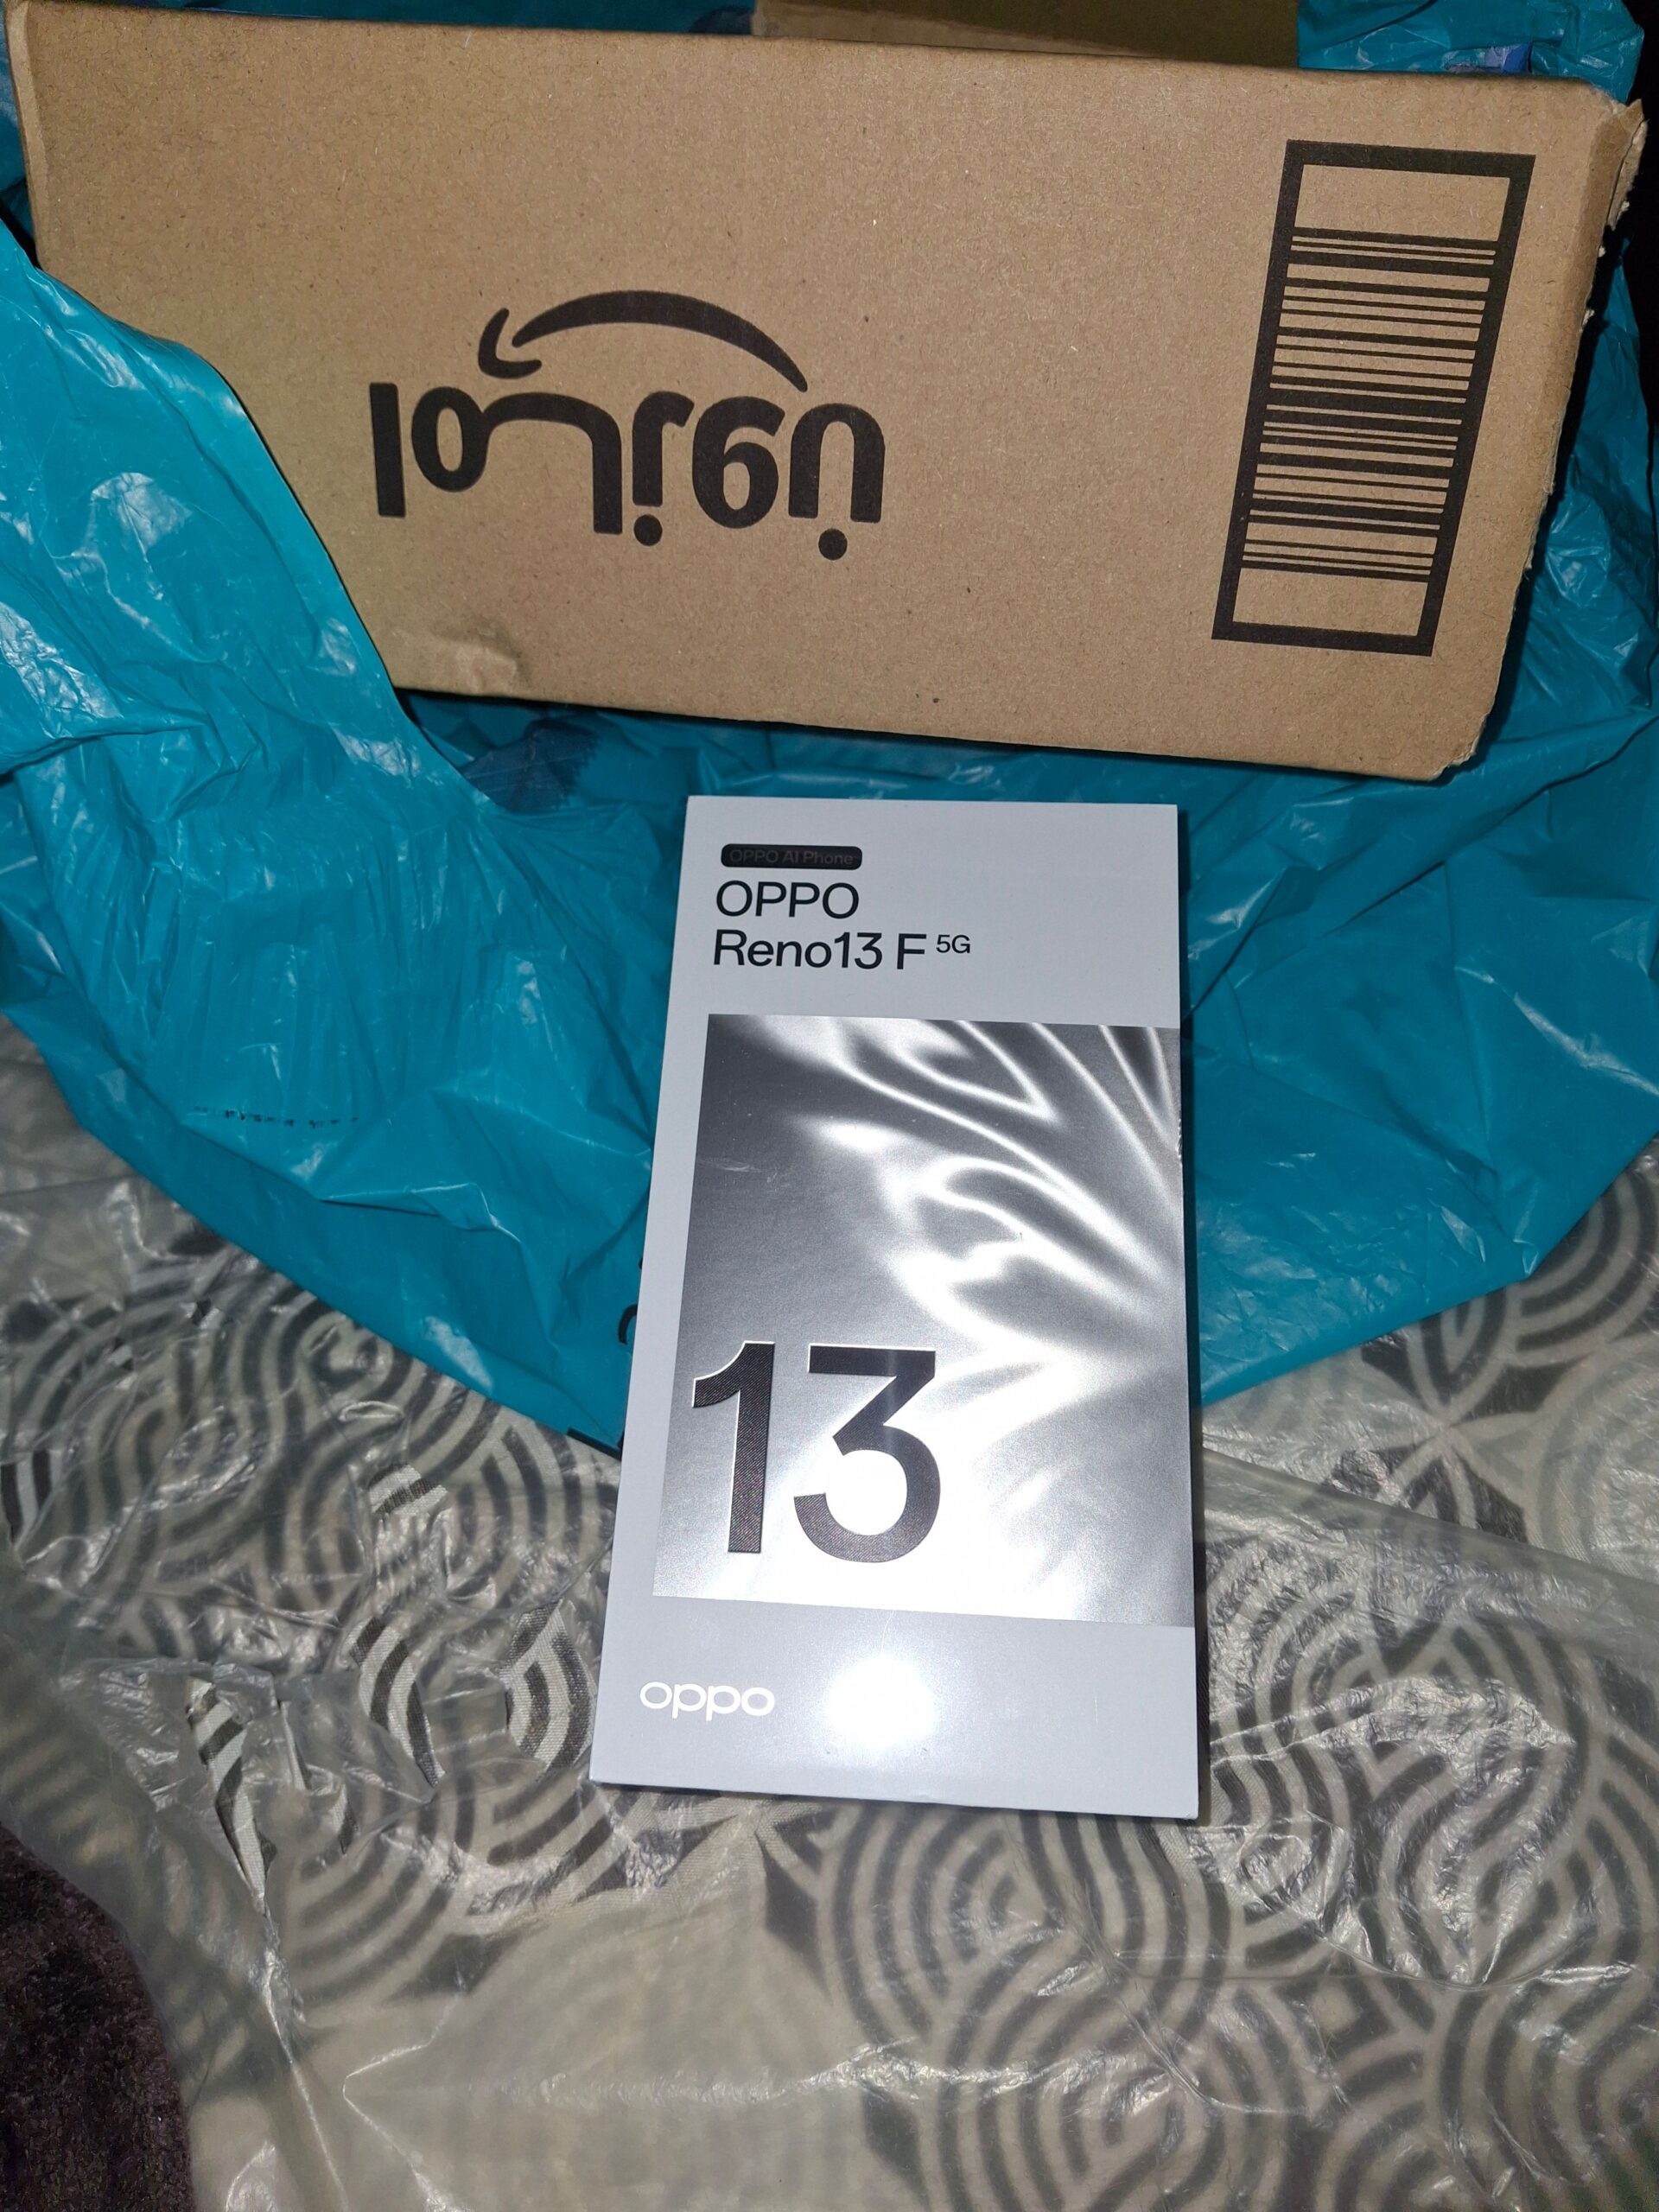 أمازون
OPPO AI Phone
OPPO
Reno13 F 5G
13
oppo